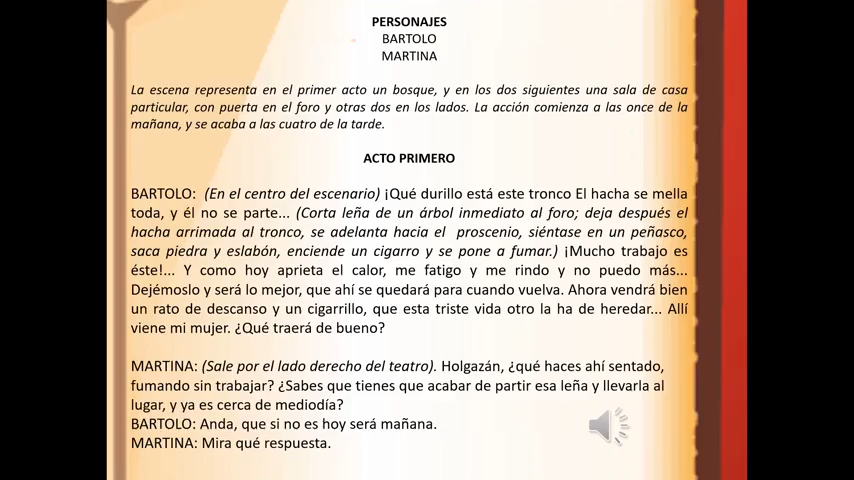 PERSONAJES
BARTOLO
MARTINA
La escena representa en el primer acto un bosque, y en los dos siguientes una sala de casa
particular, con puerta en el foro y otras dos en los lados. La acción comienza a las once de la
mañana, y se acaba a las cuatro de la tarde.
ACTO PRIMERO
BARTOLO: (En el centro del escenario) ¡Qué durillo está este tronco El hacha se mella
toda, y él no se parte... (Corta leña de un árbol inmediato al foro; deja después el
hacha arrimada al tronco, se adelanta hacia el proscenio, siéntase en un peñasco,
saca piedra y eslabón, enciende un cigarro y se pone a fumar.) ¡Mucho trabajo es
éste!... Y como hoy aprieta el calor, me fatigo y me rindo y no puedo más...
Dejémoslo y será lo mejor, que ahí se quedará para cuando vuelva. Ahora vendrá bien
un rato de descanso y un cigarrillo, que esta triste vida otro la ha de heredar... Allí
viene mi mujer. ¿Qué traerá de bueno?
MARTINA: (Sale por el lado derecho del teatro). Holgazán, ¿qué haces ahí sentado,
fumando sin trabajar? ¿Sabes que tienes que acabar de partir esa leña y llevarla al
lugar, y ya es cerca de mediodía?
BARTOLO: Anda, que si no es hoy será mañana.
MARTINA: Mira qué respuesta.